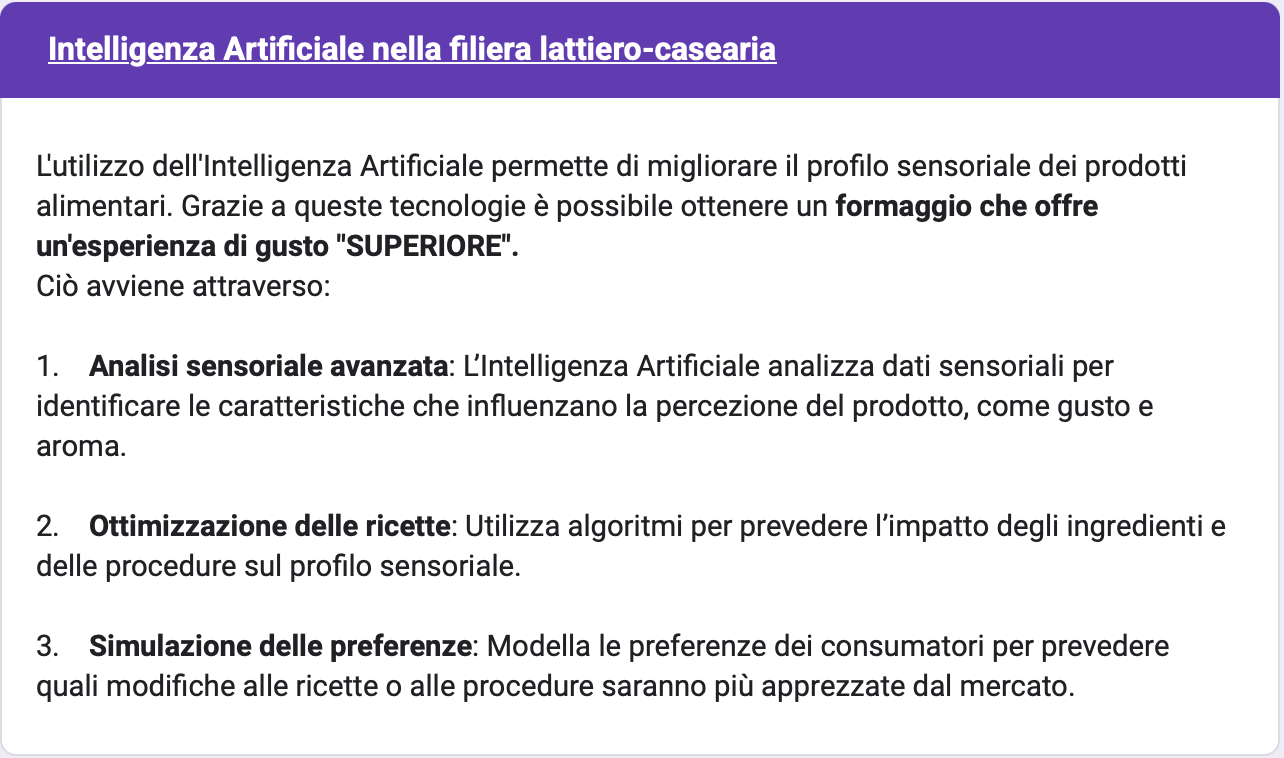 Intelligenza Artificiale nella filiera lattiero-casearia
L'utilizzo dell'Intelligenza Artificiale permette di migliorare il profilo sensoriale dei prodotti
alimentari. Grazie a queste tecnologie è possibile ottenere un formaggio che offre
un'esperienza di gusto "SUPERIORE".
Ciò avviene attraverso:
1. Analisi sensoriale avanzata: L’Intelligenza Artificiale analizza dati sensoriali per
identificare le caratteristiche che influenzano la percezione del prodotto, come gusto e
aroma.
2. Ottimizzazione delle ricette: Utilizza algoritmi per prevedere l’impatto degli ingredienti e
delle procedure sul profilo sensoriale.
3. Simulazione delle preferenze: Modella le preferenze dei consumatori per prevedere
quali modifiche alle ricette o alle procedure saranno più apprezzate dal mercato.